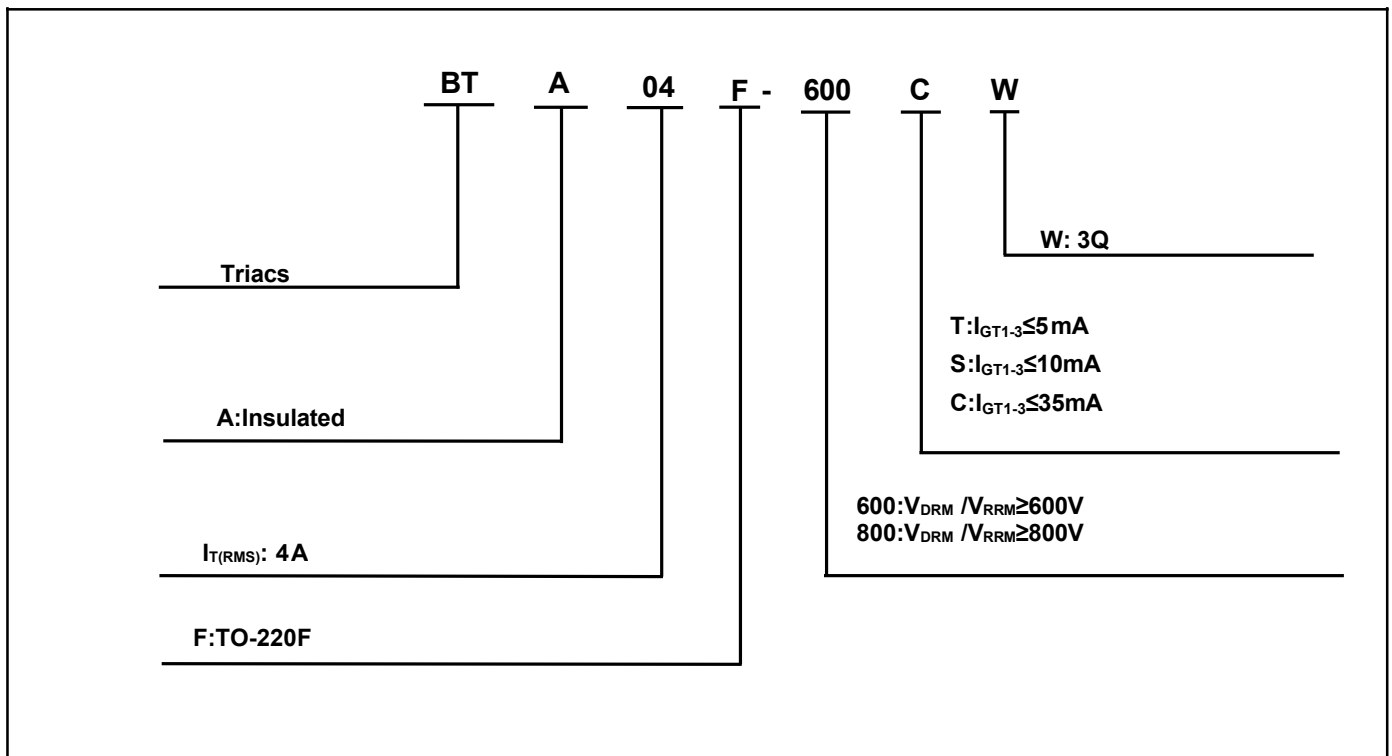 BT A 04 F - 600 C W
W: 3Q
Triacs
T:IGT1-3≤5mA
S:IGT1-3≤10mA
C:IGT1-3≤35mA
A:Insulated
600:VDRM /VRRM≥600V
800:VDRM /VRRM≥800V
IT(RMS): 4A
F:TO-220F